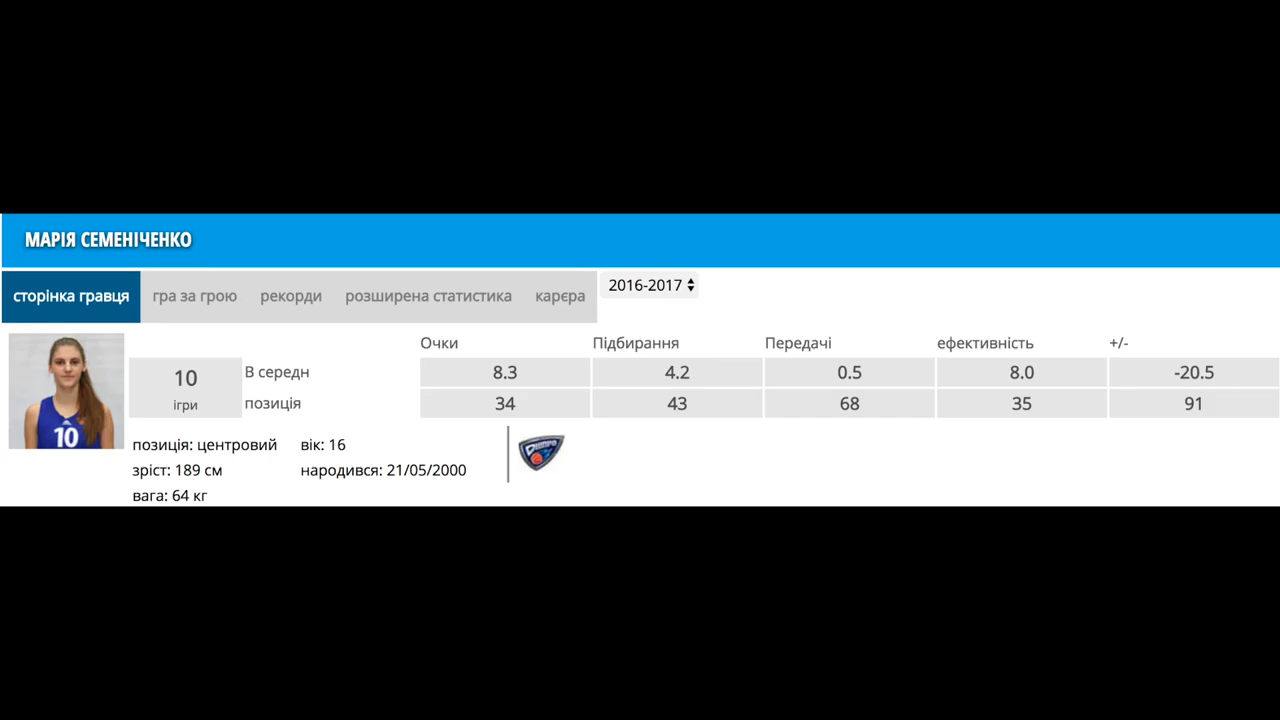 МАРІЯ СЕМЕНІЧЕНКО
сторінка гравця гра за грою рекорди розширена статистика карєра 2016-2017
Очки Підбирання Передачі ефективність +/-
10 ігри
В середн 8.3 4.2 0.5 8.0 -20.5
позиція 34 43 68 35 91
10
позиція: центровий вік: 16
зріст: 189 см народився: 21/05/2000
вага: 64 кг
ДНІПРО